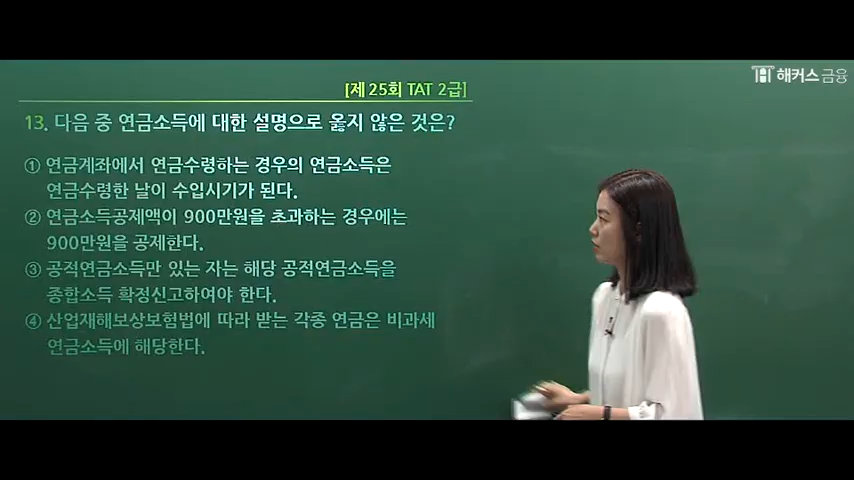 해커스 금융
[제 25회 TAT 2급]
13. 다음 중 연금소득에 대한 설명으로 옳지 않은 것은?
① 연금계좌에서 연금수령하는 경우의 연금소득은
연금수령한 날이 수입시기가 된다.
② 연금소득공제액이 900만원을 초과하는 경우에는
900만원을 공제한다.
③ 공적연금소득만 있는 자는 해당 공적연금소득을
종합소득 확정신고하여야 한다.
④ 산업재해보상보험법에 따라 받는 각종 연금은 비과세
연금소득에 해당한다.